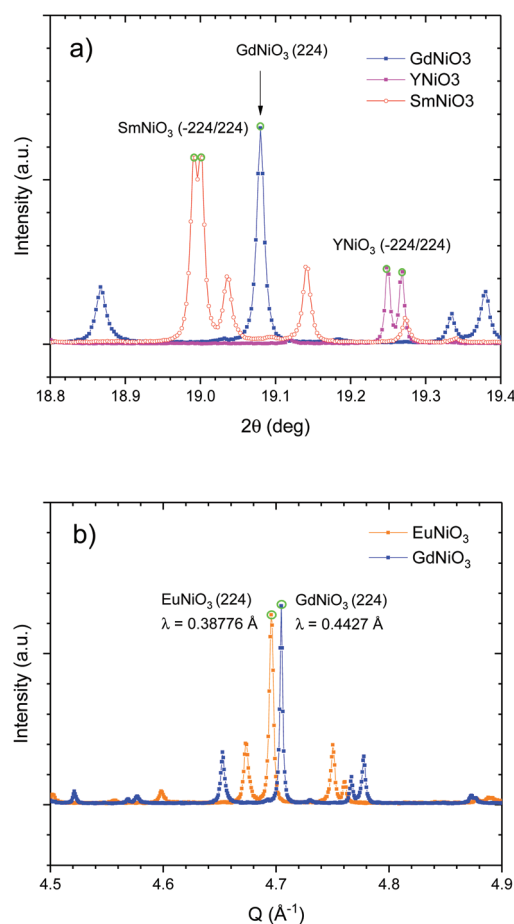 a)
GdNiO₃ (224)
GdNiO3
YNiO3
SmNiO3
SmNiO₃ (-224/224)
YNiO₃ (-224/224)
Intensity (a.u.)
18.8 18.9 19.0 19.1 19.2 19.3 19.4
2θ (deg)
b)
EuNiO₃
GdNiO₃
EuNiO₃ (224) GdNiO₃ (224)
λ = 0.38776 Å λ = 0.4427 Å
Intensity (a.u.)
4.5 4.6 4.7 4.8 4.9
Q (Å⁻¹)